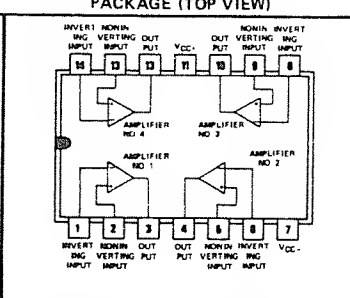 PACKAGE (TOP VIEW)
INVERT NONIN NONIN INVERT
ING VERTING OUT OUT VERTING ING
INPUT INPUT PUT VCC+ PUT INPUT INPUT
14 13 11 10 9 8
AMPLIFIER AMPLIFIER
NO 4 NO 3
AMPLIFIER AMPLIFIER
NO 1 NO 2
1 2 3 4 5 6 7
INVERT NONIN OUT OUT NONIN INVERT VCC-
ING VERTING PUT PUT VERTING ING
INPUT INPUT INPUT INPUT